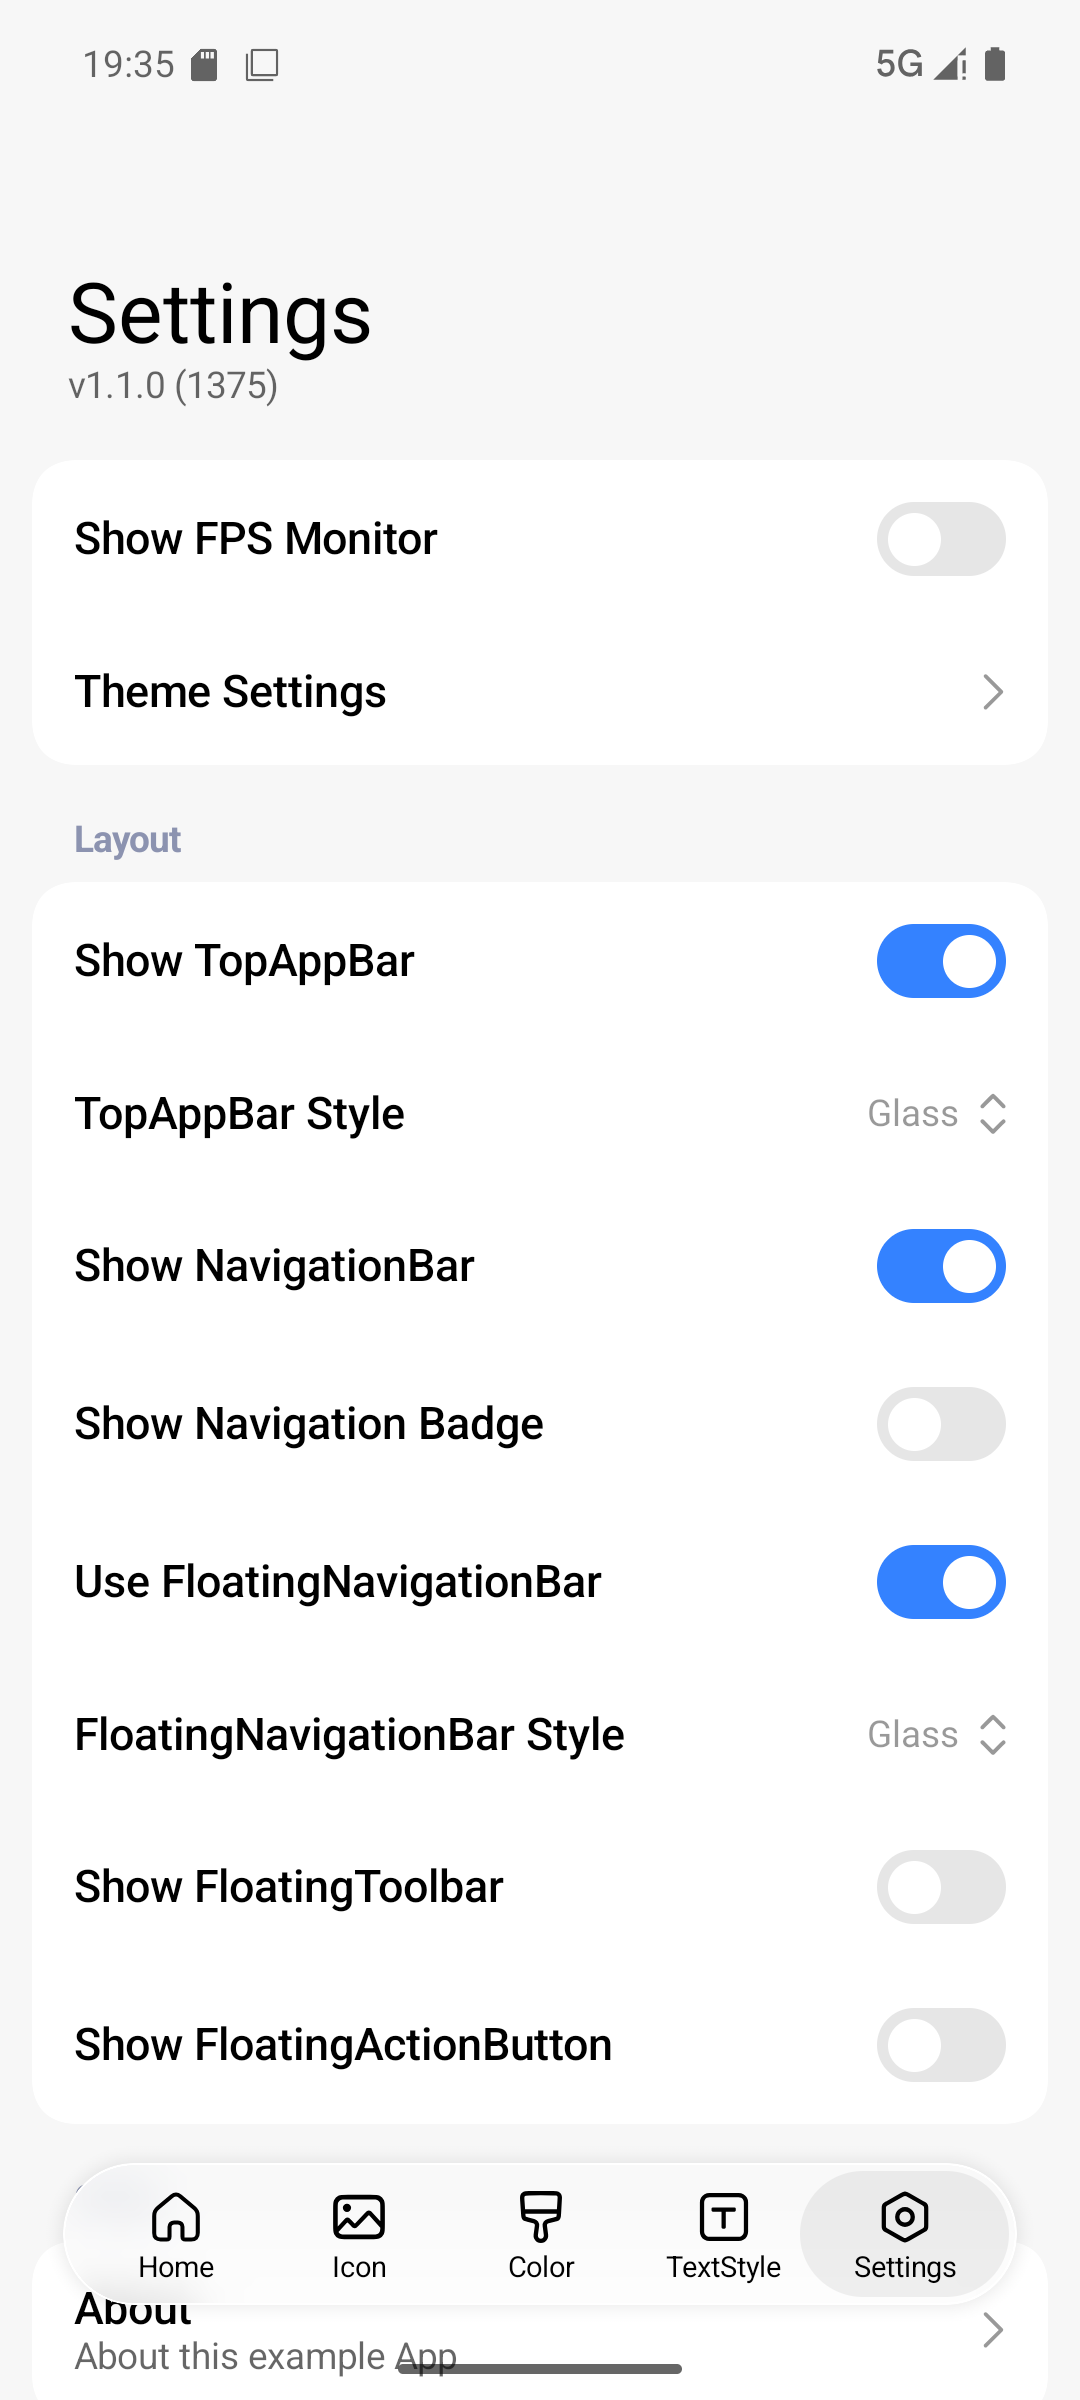 19:35
5G
Settings
v1.1.0 (1375)
Show FPS Monitor
Theme Settings
Layout
Show TopAppBar
TopAppBar Style
Glass
Show NavigationBar
Show Navigation Badge
Use FloatingNavigationBar
FloatingNavigationBar Style
Glass
Show FloatingToolbar
Show FloatingActionButton
Home
Icon
Color
TextStyle
Settings
About
About this example App